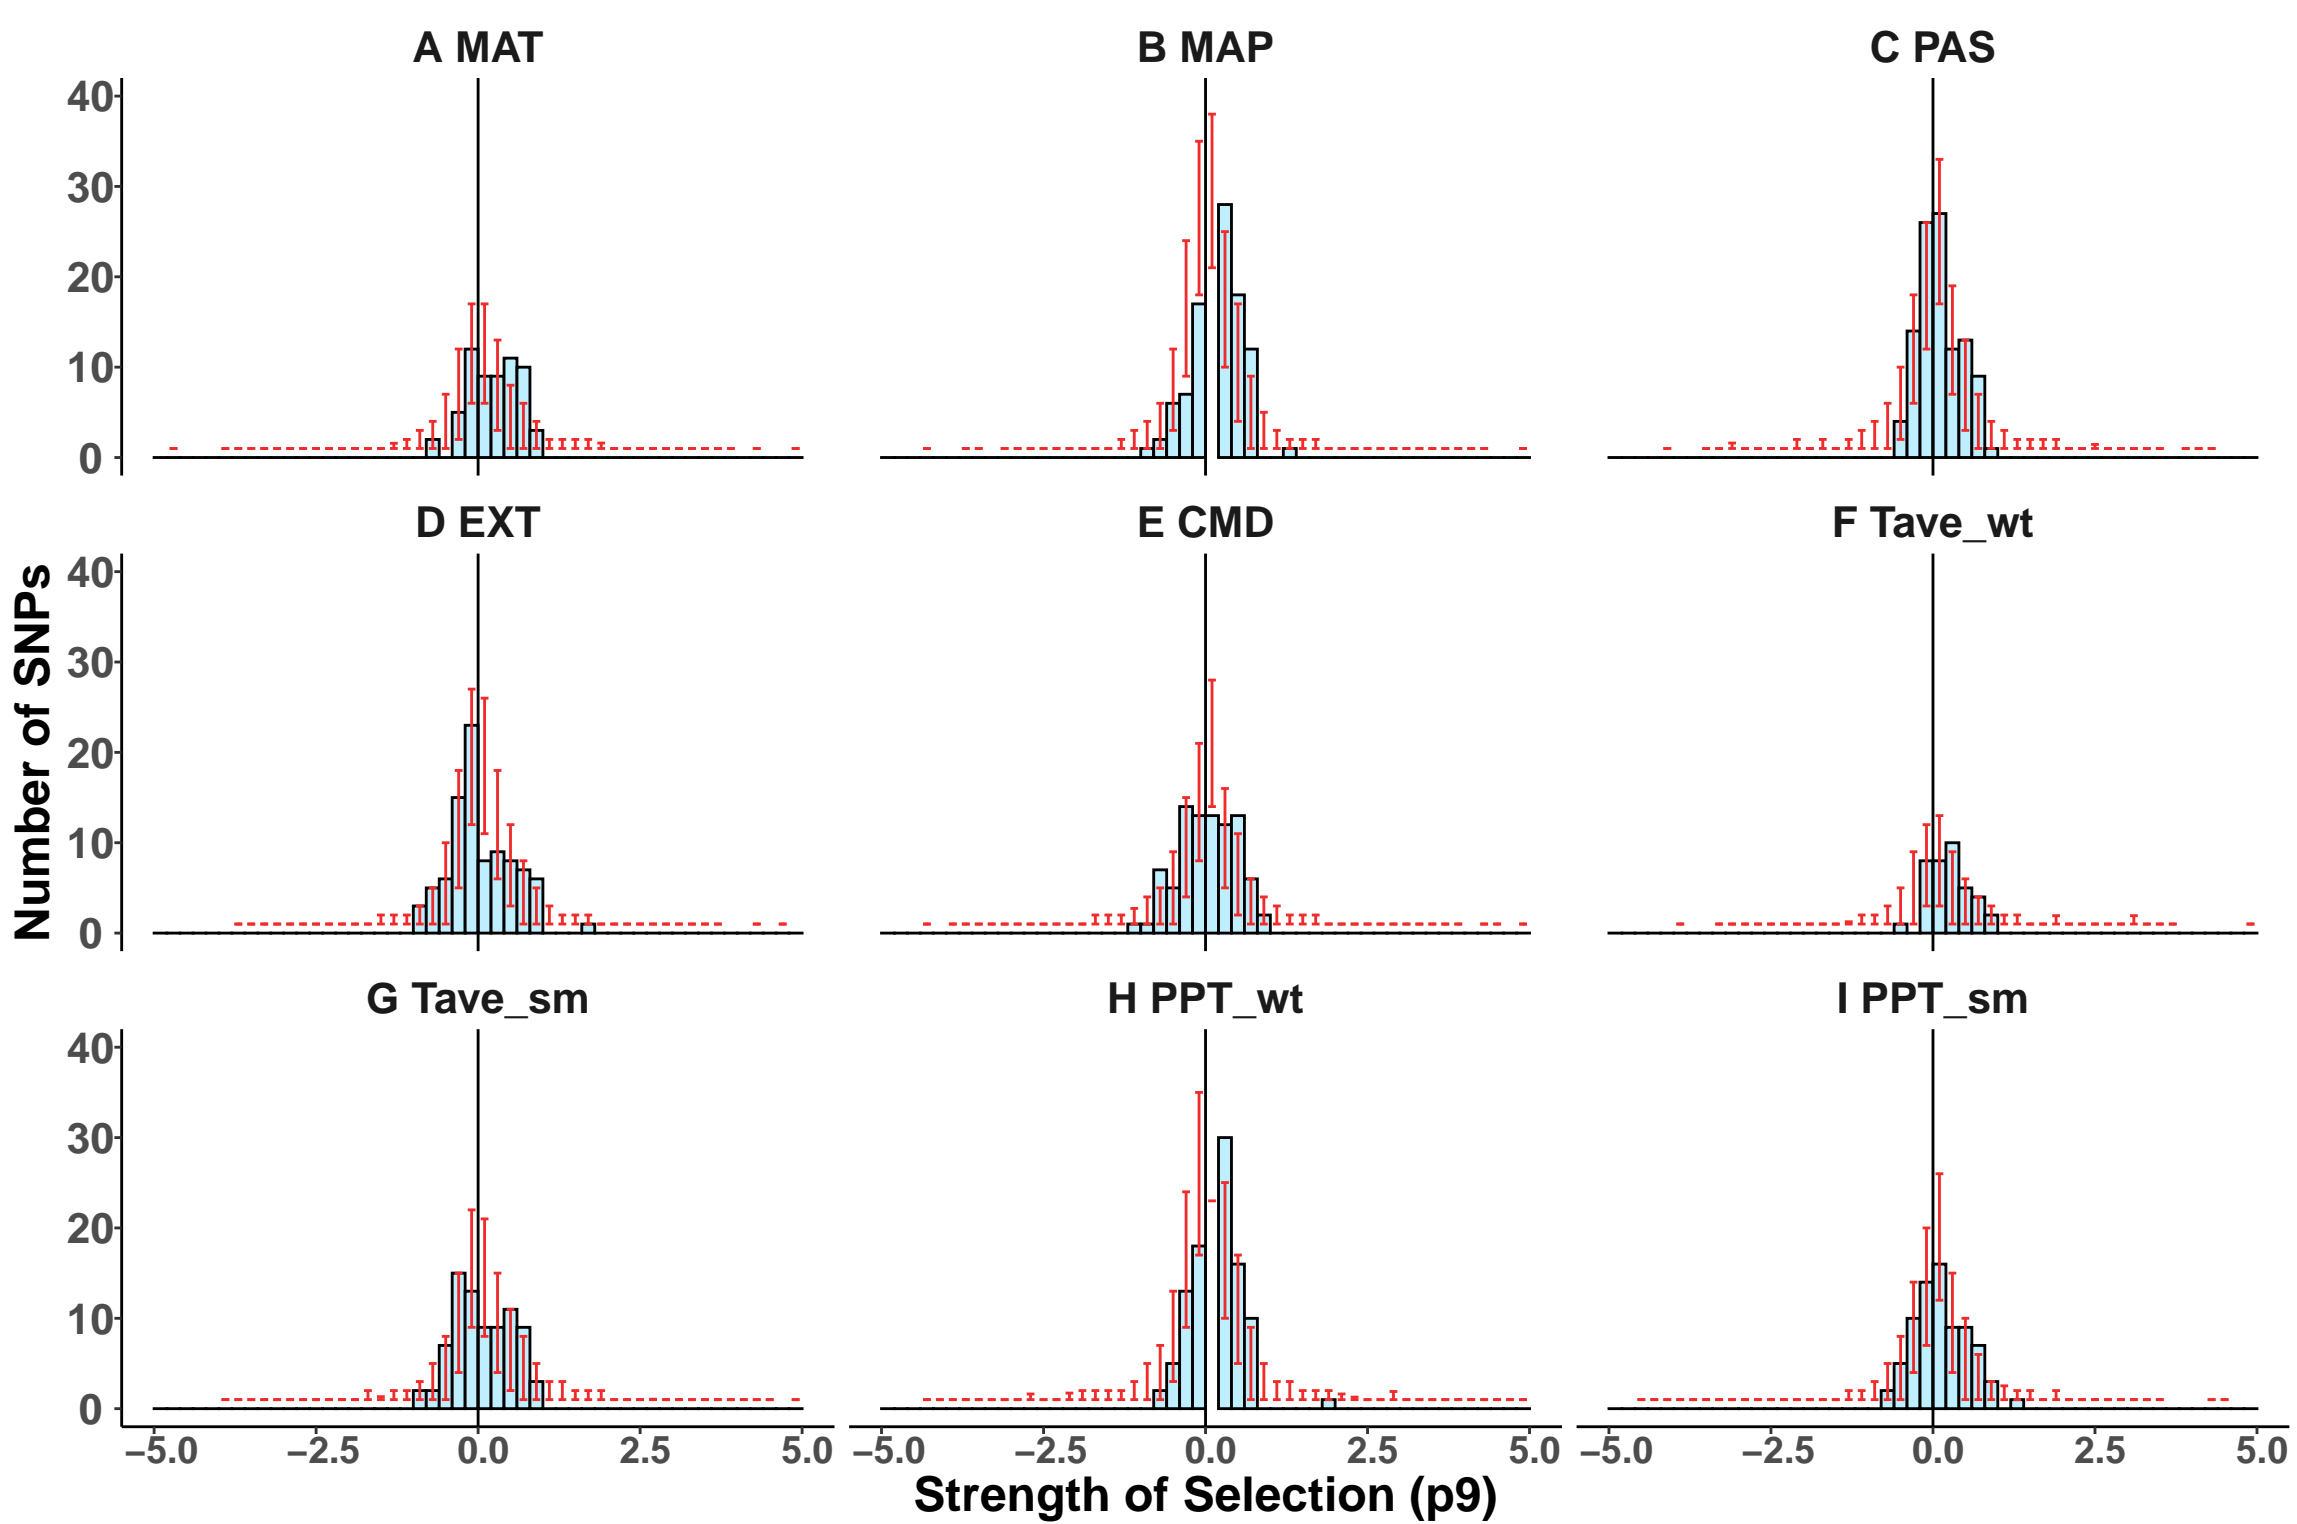 A MAT
B MAP
C PAS
40
30
20
10
0
D EXT
E CMD
F Tave_wt
40
30
20
10
0
Number of SNPs
G Tave_sm
H PPT_wt
I PPT_sm
40
30
20
10
0
−5.0 −2.5 0.0 2.5 5.0
−5.0 −2.5 0.0 2.5 5.0
−5.0 −2.5 0.0 2.5 5.0
Strength of Selection (p9)